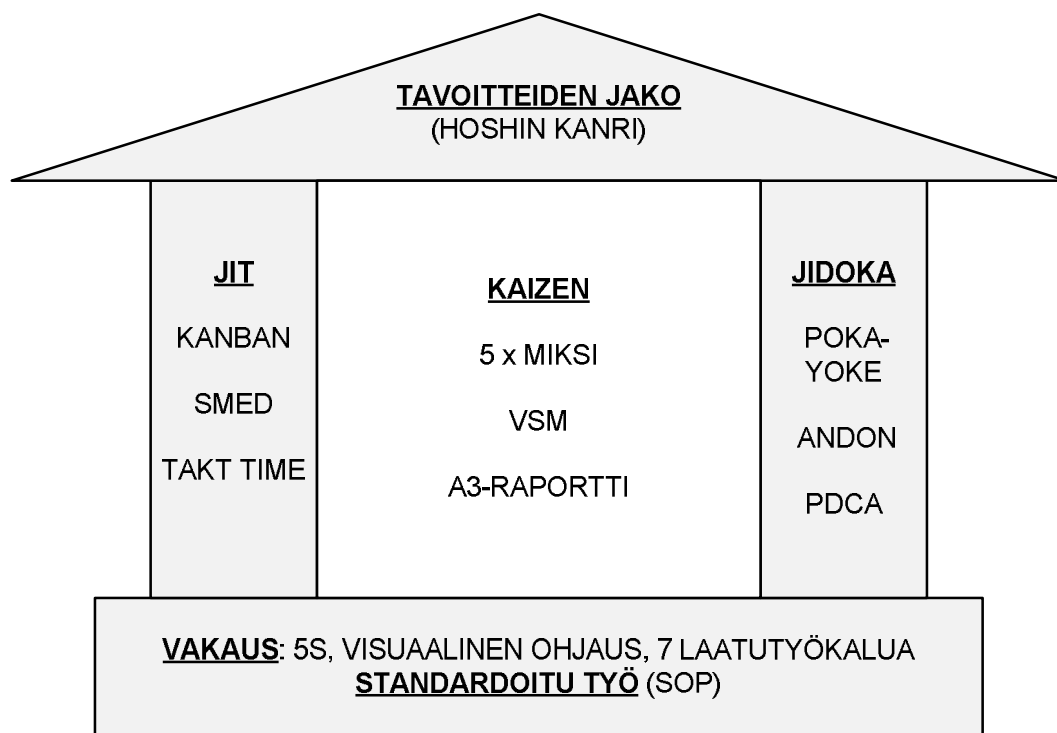 TAVOITTEIDEN JAKO
(HOSHIN KANRI)
JIT
KANBAN
SMED
TAKT TIME
KAIZEN
5 x MIKSI
VSM
A3-RAPORTTI
JIDOKA
POKA-
YOKE
ANDON
PDCA
VAKAUS: 5S, VISUAALINEN OHJAUS, 7 LAATUTYÖKALUA
STANDARDOITU TYÖ (SOP)